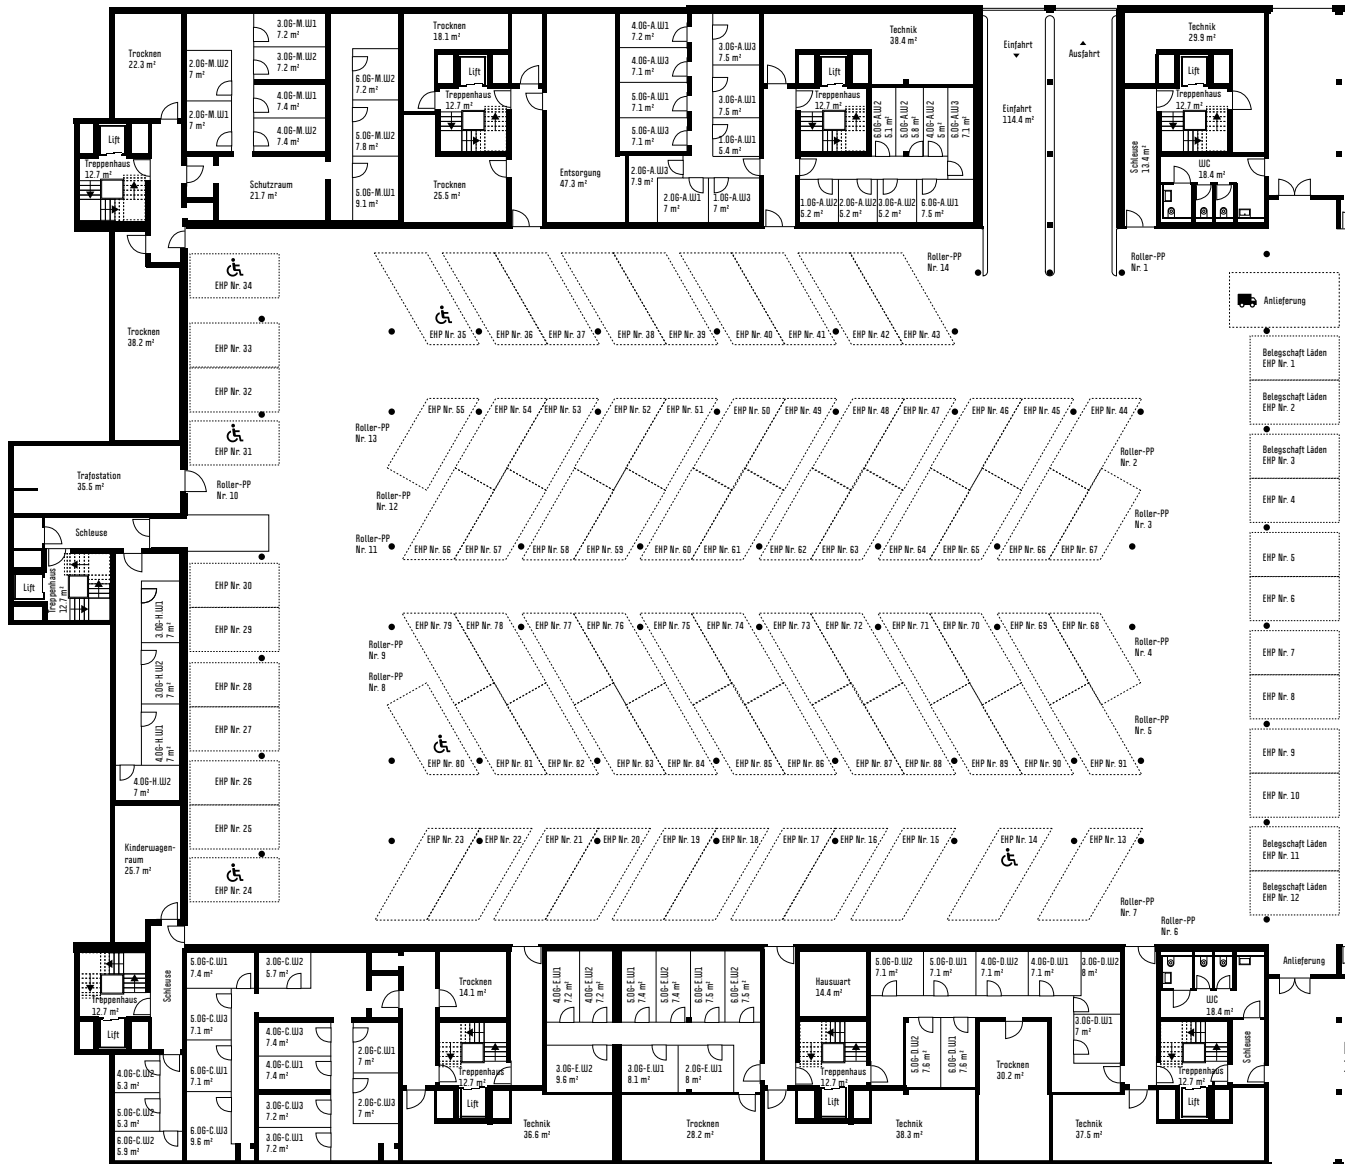 Trocknen
22.3 m²
2.OG-M.W2
7 m²
2.OG-M.W1
7 m²
3.OG-M.W1
7.2 m²
3.OG-M.W2
7.2 m²
4.OG-M.W1
7.4 m²
4.OG-M.W2
7.4 m²
6.OG-M.W2
7.2 m²
5.OG-M.W2
7.8 m²
5.OG-M.W1
9.1 m²
Schutzraum
21.7 m²
Lift
Treppenhaus
12.7 m²
Trocknen
18.1 m²
Lift
Treppenhaus
12.7 m²
Trocknen
25.5 m²
Entsorgung
47.3 m²
4.OG-A.W1
7.2 m²
4.OG-A.W3
7.1 m²
5.OG-A.W1
7.1 m²
5.OG-A.W3
7.1 m²
2.OG-A.W3
7.9 m²
2.OG-A.W1
7 m²
1.OG-A.W3
7 m²
3.OG-A.W3
7.5 m²
3.OG-A.W1
7.5 m²
1.OG-A.W1
5.4 m²
Technik
38.4 m²
Lift
Treppenhaus
12.7 m²
6.OG-A.W2
5.1 m²
5.OG-A.W2
5.8 m²
4.OG-A.W2
5 m²
6.OG-A.W3
7.1 m²
1.OG-A.W2
5.2 m²
2.OG-A.W2
5.2 m²
3.OG-A.W2
5.2 m²
6.OG-A.W1
7.5 m²
Einfahrt
Ausfahrt
Einfahrt
114.4 m²
Technik
29.9 m²
Lift
Treppenhaus
12.7 m²
Schleuse
13.4 m²
WC
18.4 m²
Roller-PP
Nr. 14
Roller-PP
Nr. 1
Anlieferung
EHP Nr. 34
EHP Nr. 33
EHP Nr. 32
EHP Nr. 31
Trocknen
38.2 m²
EHP Nr. 35
EHP Nr. 36
EHP Nr. 37
EHP Nr. 38
EHP Nr. 39
EHP Nr. 40
EHP Nr. 41
EHP Nr. 42
EHP Nr. 43
Belegschaft Läden
EHP Nr. 1
Belegschaft Läden
EHP Nr. 2
Belegschaft Läden
EHP Nr. 3
EHP Nr. 4
EHP Nr. 5
EHP Nr. 6
EHP Nr. 7
EHP Nr. 8
EHP Nr. 9
EHP Nr. 10
Belegschaft Läden
EHP Nr. 11
Belegschaft Läden
EHP Nr. 12
EHP Nr. 55
EHP Nr. 54
EHP Nr. 53
EHP Nr. 52
EHP Nr. 51
EHP Nr. 50
EHP Nr. 49
EHP Nr. 48
EHP Nr. 47
EHP Nr. 46
EHP Nr. 45
EHP Nr. 44
Roller-PP
Nr. 13
Roller-PP
Nr. 2
Roller-PP
Nr. 12
Roller-PP
Nr. 3
Roller-PP
Nr. 11
Roller-PP
Nr. 10
EHP Nr. 56
EHP Nr. 57
EHP Nr. 58
EHP Nr. 59
EHP Nr. 60
EHP Nr. 61
EHP Nr. 62
EHP Nr. 63
EHP Nr. 64
EHP Nr. 65
EHP Nr. 66
EHP Nr. 67
Trafostation
35.5 m²
Schleuse
Lift
Treppenhaus
12.7 m²
3.OG-H.W1
7 m²
3.OG-H.W2
7 m²
4.OG-H.W1
7 m²
4.OG-H.W2
7 m²
EHP Nr. 30
EHP Nr. 29
EHP Nr. 28
EHP Nr. 27
EHP Nr. 26
EHP Nr. 25
EHP Nr. 24
EHP Nr. 79
EHP Nr. 78
EHP Nr. 77
EHP Nr. 76
EHP Nr. 75
EHP Nr. 74
EHP Nr. 73
EHP Nr. 72
EHP Nr. 71
EHP Nr. 70
EHP Nr. 69
EHP Nr. 68
Roller-PP
Nr. 9
Roller-PP
Nr. 4
Roller-PP
Nr. 8
Roller-PP
Nr. 5
EHP Nr. 80
EHP Nr. 81
EHP Nr. 82
EHP Nr. 83
EHP Nr. 84
EHP Nr. 85
EHP Nr. 86
EHP Nr. 87
EHP Nr. 88
EHP Nr. 89
EHP Nr. 90
EHP Nr. 91
EHP Nr. 23
EHP Nr. 22
EHP Nr. 21
EHP Nr. 20
EHP Nr. 19
EHP Nr. 18
EHP Nr. 17
EHP Nr. 16
EHP Nr. 15
EHP Nr. 14
EHP Nr. 13
Roller-PP
Nr. 7
Roller-PP
Nr. 6
Kinderwagen-
raum
25.7 m²
Treppenhaus
12.7 m²
Lift
Schleuse
5.OG-C.W1
7.4 m²
3.OG-C.W2
5.7 m²
5.OG-C.W3
7.1 m²
6.OG-C.W1
7.1 m²
6.OG-C.W3
9.6 m²
4.OG-C.W2
5.3 m²
5.OG-C.W2
5.3 m²
6.OG-C.W2
5.9 m²
4.OG-C.W3
7.4 m²
4.OG-C.W1
7.4 m²
3.OG-C.W3
7.2 m²
3.OG-C.W1
7.2 m²
2.OG-C.W1
7 m²
2.OG-C.W3
7 m²
Trocknen
14.1 m²
Treppenhaus
12.7 m²
Lift
4.OG-E.W1
7.2 m²
4.OG-E.W2
7.2 m²
5.OG-E.W1
7.4 m²
5.OG-E.W2
7.4 m²
6.OG-E.W1
7.5 m²
6.OG-E.W2
7.5 m²
3.OG-E.W2
9.6 m²
3.OG-E.W1
8.1 m²
2.OG-E.W1
8 m²
Technik
36.6 m²
Trocknen
28.2 m²
Hauswart
14.4 m²
Treppenhaus
12.7 m²
Lift
5.OG-D.W2
7.1 m²
5.OG-D.W1
7.1 m²
4.OG-D.W2
7.1 m²
4.OG-D.W1
7.1 m²
3.OG-D.W2
8 m²
3.OG-D.W1
7 m²
5.OG-D.W2
7.6 m²
6.OG-D.W1
7.6 m²
Trocknen
30.2 m²
Technik
38.3 m²
Technik
37.5 m²
WC
18.4 m²
Treppenhaus
12.7 m²
Lift
Schleuse
Anlieferung